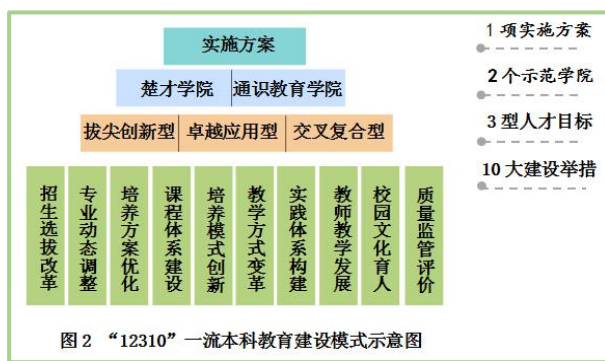 实施方案
楚才学院 通识教育学院
拔尖创新型 卓越应用型 交叉复合型
招生选拔改革
专业动态调整
培养方案优化
课程体系建设
培养模式创新
教学方式变革
实践体系构建
教师教学发展
校园文化育人
质量监管评价
1 项实施方案
2 个示范学院
3 型人才目标
10 大建设举措
图 2 “12310”一流本科教育建设模式示意图